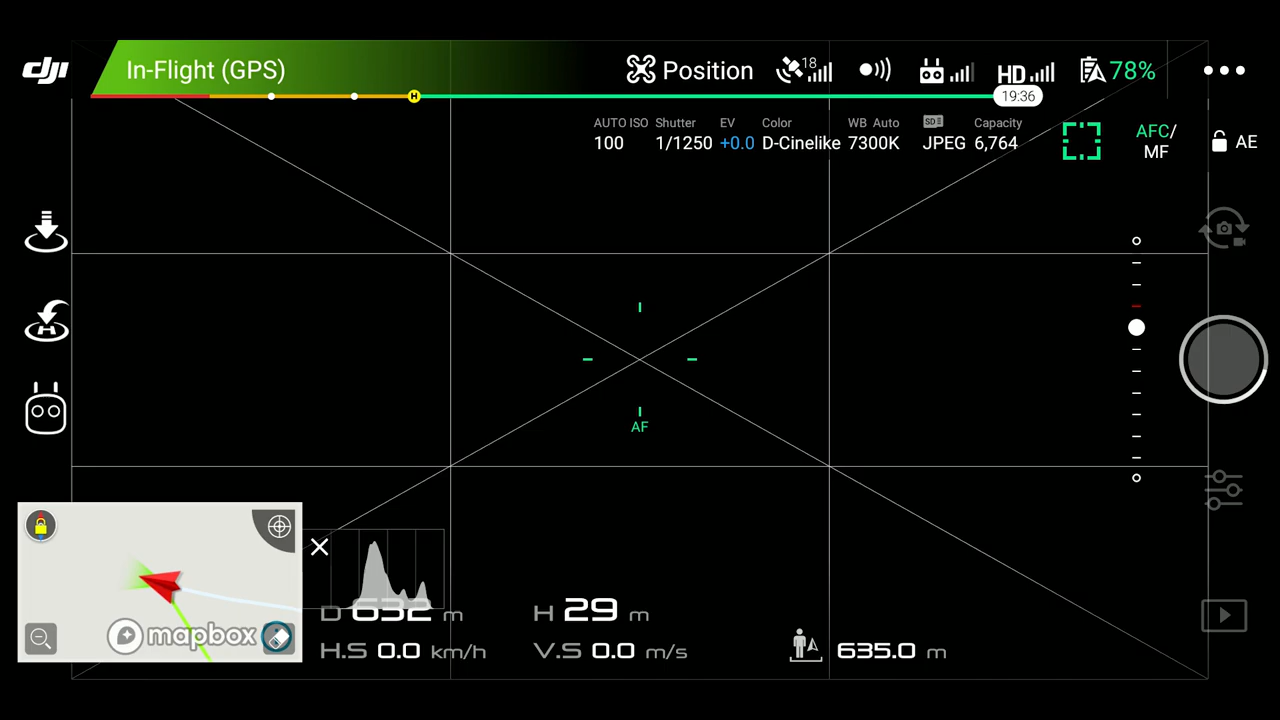 dji In-Flight (GPS) Position 18 HD 78%
H 19:36
AUTO ISO Shutter EV Color WB Auto SD Capacity
100 1/1250 +0.0 D-Cinelike 7300K JPEG 6,764
AFC/
MF
AE
H
AF
D 632 m H 29 m
mapbox
H.S 0.0 km/h V.S 0.0 m/s 635.0 m